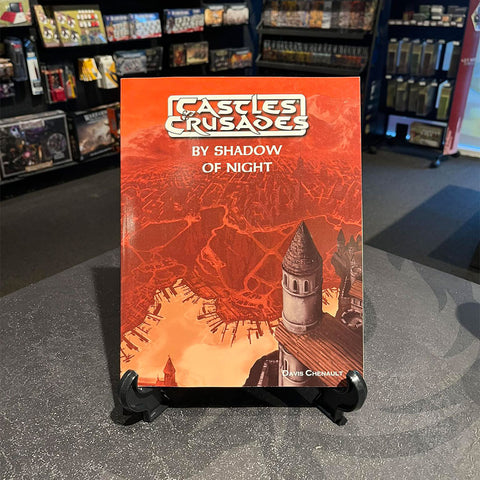 CASTLES
& CRUSADES
BY SHADOW
OF NIGHT
DAVIS CHENAULT